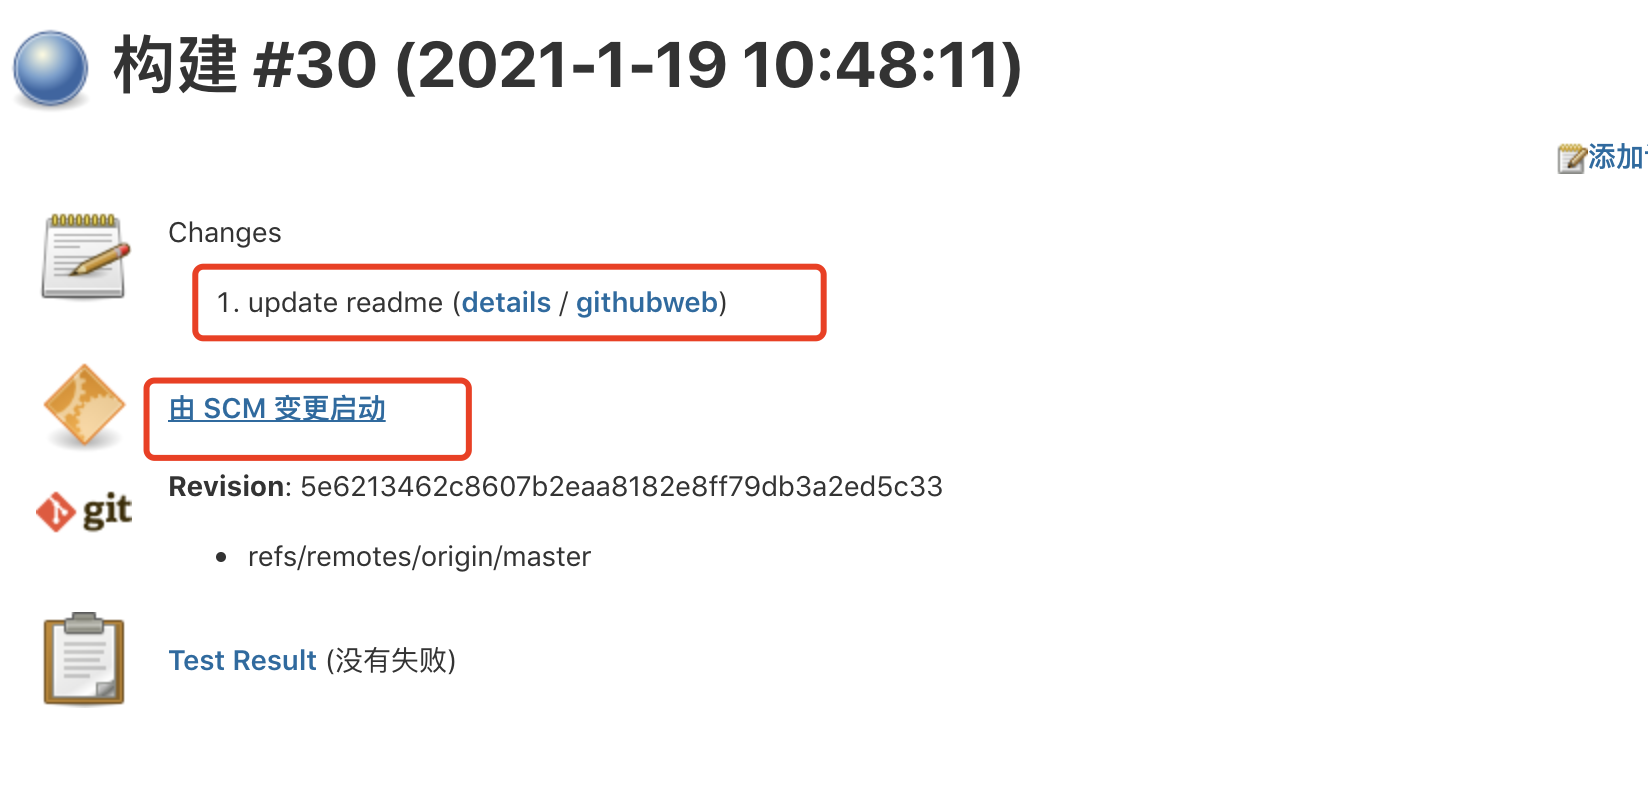 构建 #30 (2021-1-19 10:48:11)
添加
Changes
1. update readme (details / githubweb)
由 SCM 变更启动
Revision: 5e6213462c8607b2eaa8182e8ff79db3a2ed5c33
git
• refs/remotes/origin/master
Test Result (没有失败)